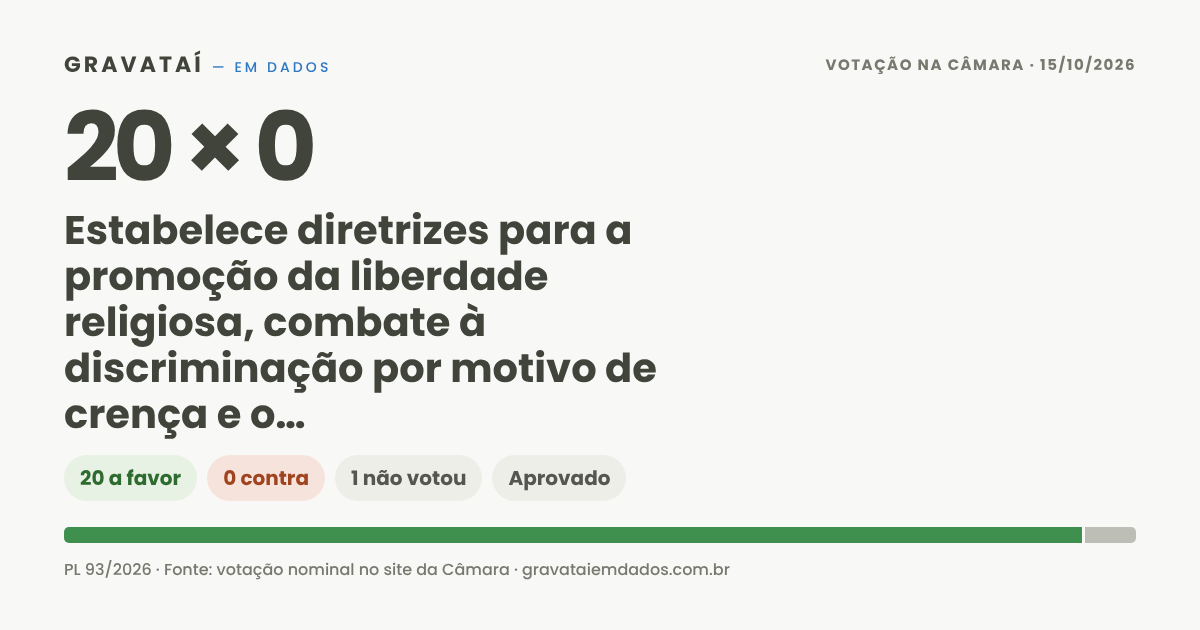 GRAVATAÍ — EM DADOS
VOTAÇÃO NA CÂMARA · 15/10/2026
20 × 0
Estabelece diretrizes para a
promoção da liberdade
religiosa, combate à
discriminação por motivo de
crença e o...
20 a favor
0 contra
1 não votou
Aprovado
PL 93/2026 · Fonte: votação nominal no site da Câmara · gravataiemdados.com.br